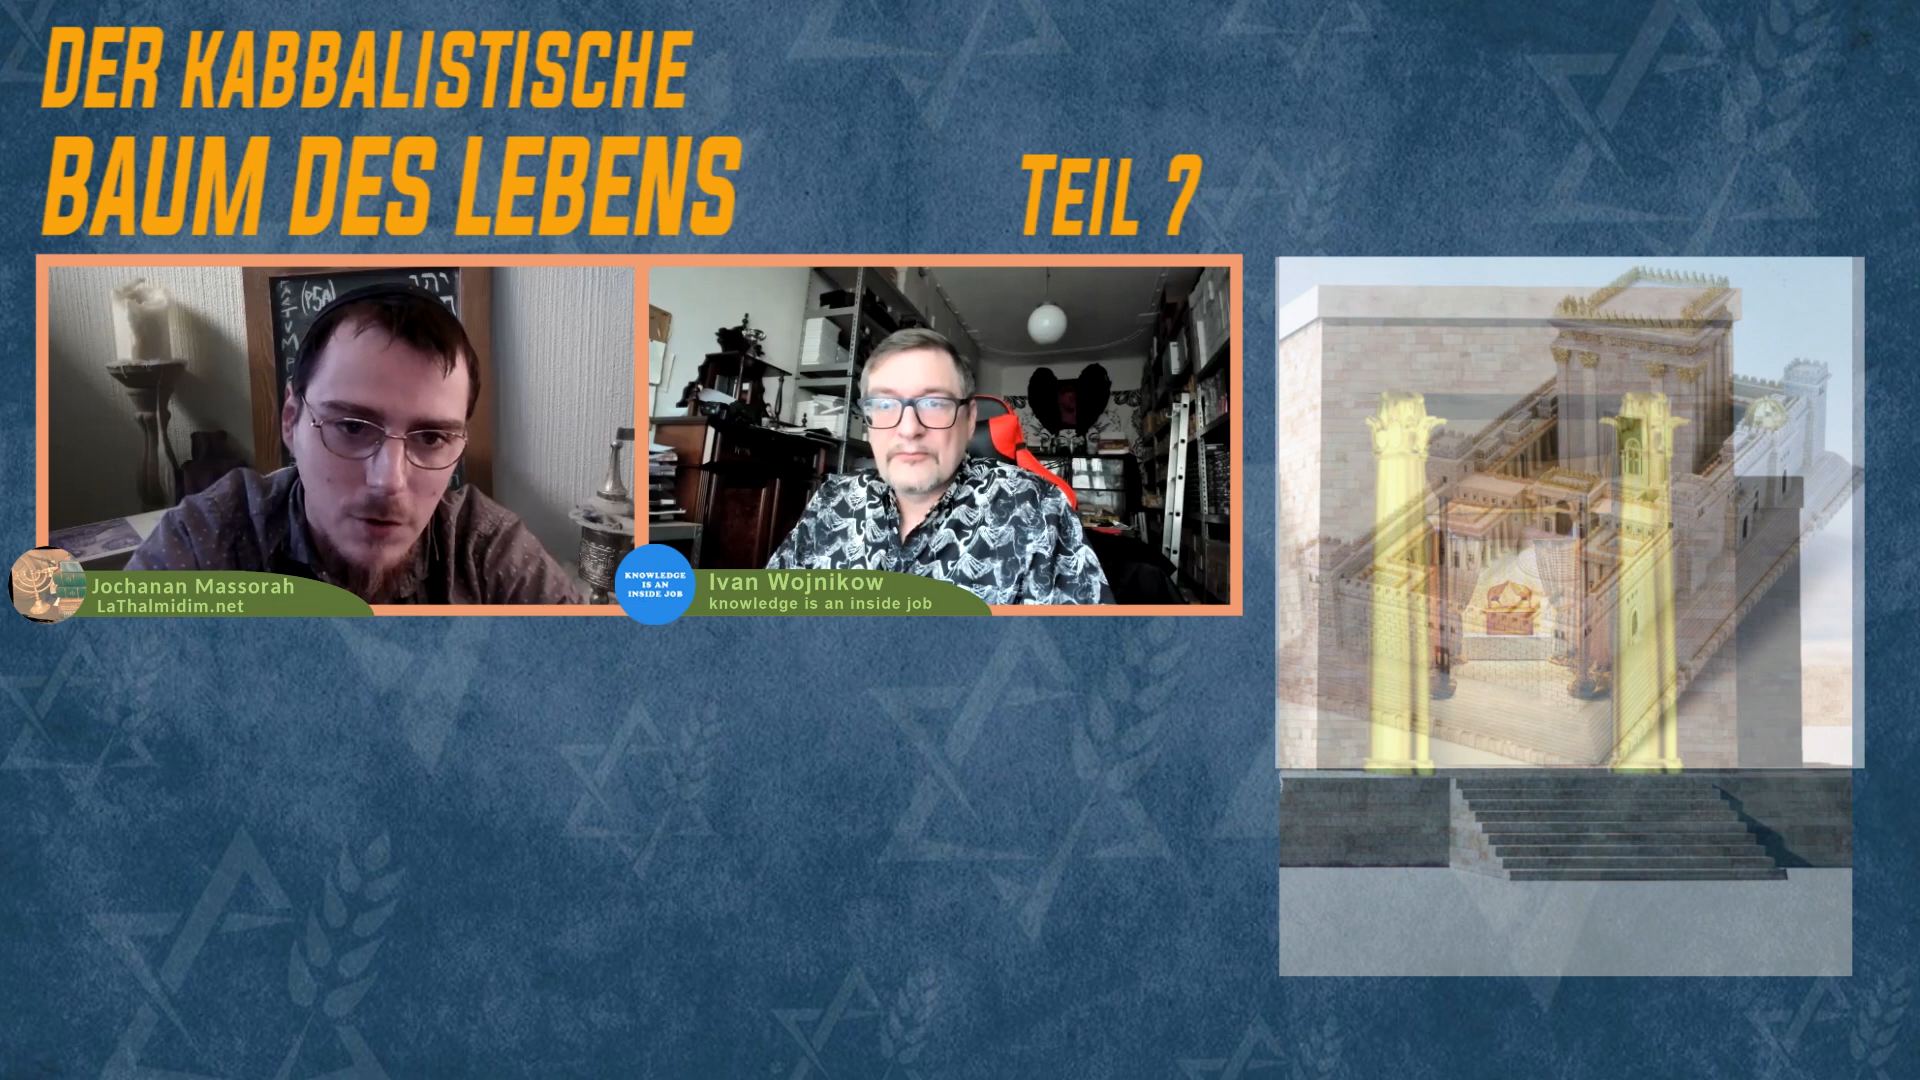 DER KABBALISTISCHE
BAUM DES LEBENS
TEIL 7
(P5A)
Jochanan Massorah
LaThalmidim.net
KNOWLEDGE
IS AN
INSIDE JOB
Ivan Wojnikow
knowledge is an inside job